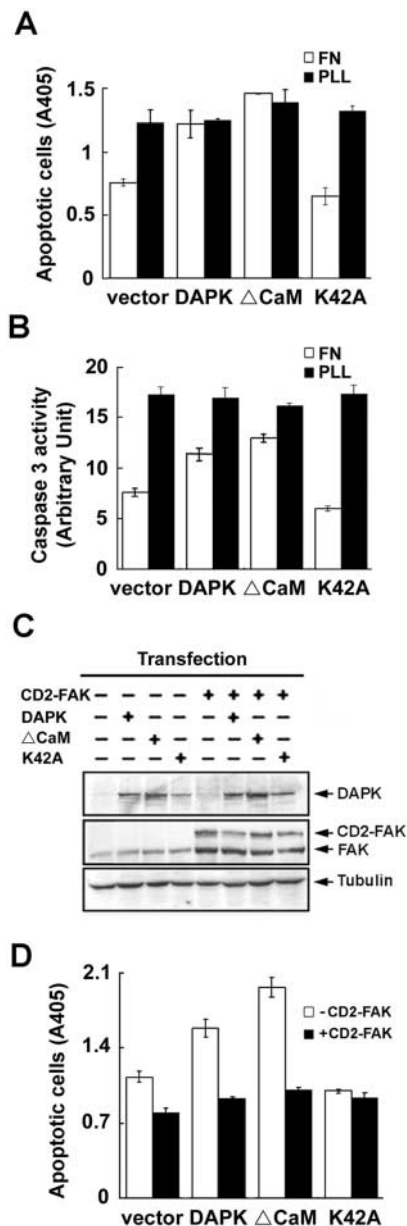 A
FN
PLL
Apoptotic cells (A405)
1.5
1
0.5
0
vector DAPK △CaM K42A
B
FN
PLL
Caspase 3 activity
(Arbitrary Unit)
20
15
10
5
0
vector DAPK △CaM K42A
C
Transfection
CD2-FAK – – – – + + + +
DAPK – + – – – + – –
△CaM – – + – – – + –
K42A – – – + – – – +
DAPK
CD2-FAK
FAK
Tubulin
D
Apoptotic cells (A405)
2.1
1.4
0.7
0
-CD2-FAK
+CD2-FAK
vector DAPK △CaM K42A